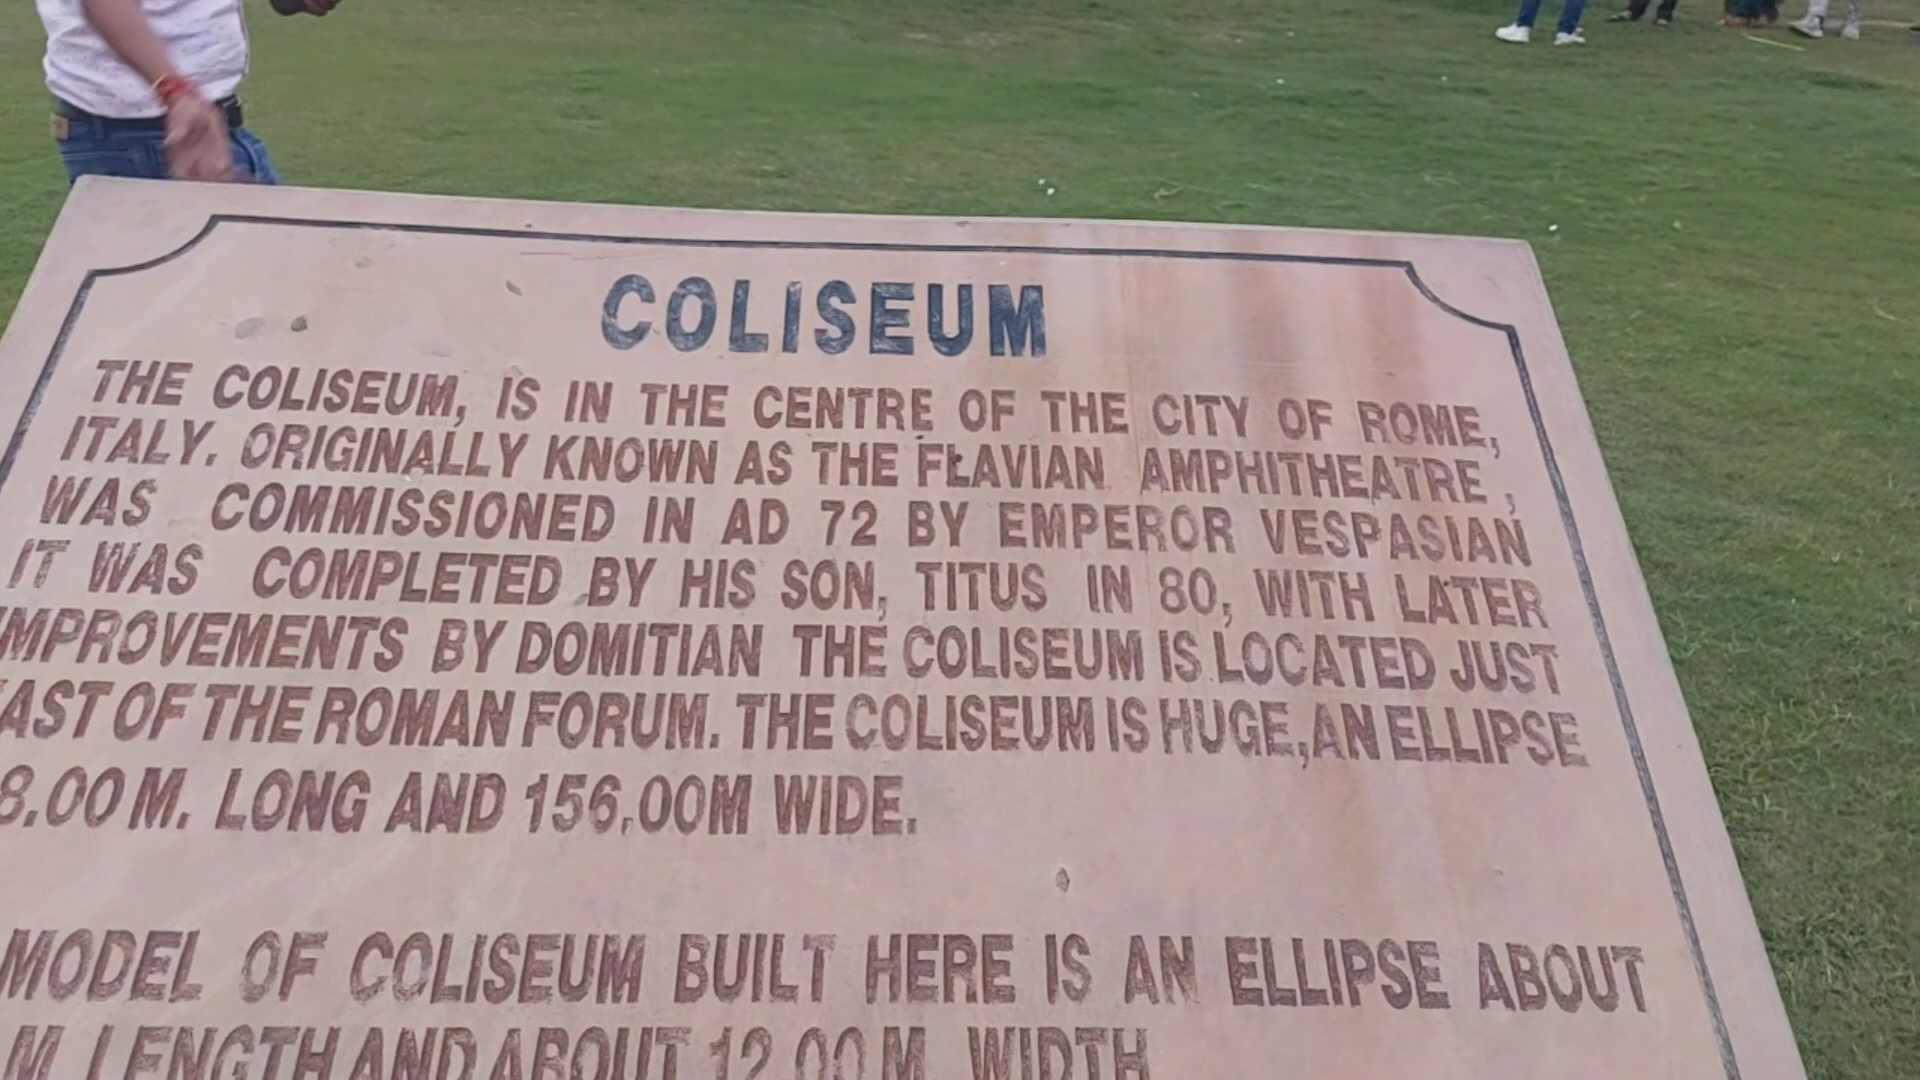 COLISEUM
THE COLISEUM, IS IN THE CENTRE OF THE CITY OF ROME,
ITALY. ORIGINALLY KNOWN AS THE FLAVIAN AMPHITHEATRE ,
WAS COMMISSIONED IN AD 72 BY EMPEROR VESPASIAN
IT WAS COMPLETED BY HIS SON, TITUS IN 80, WITH LATER
IMPROVEMENTS BY DOMITIAN THE COLISEUM IS LOCATED JUST
EAST OF THE ROMAN FORUM. THE COLISEUM IS HUGE,AN ELLIPSE
8.00 M. LONG AND 156.00M WIDE.
MODEL OF COLISEUM BUILT HERE IS AN ELLIPSE ABOUT
M. LENGTH AND ABOUT 12.00 M. WIDTH